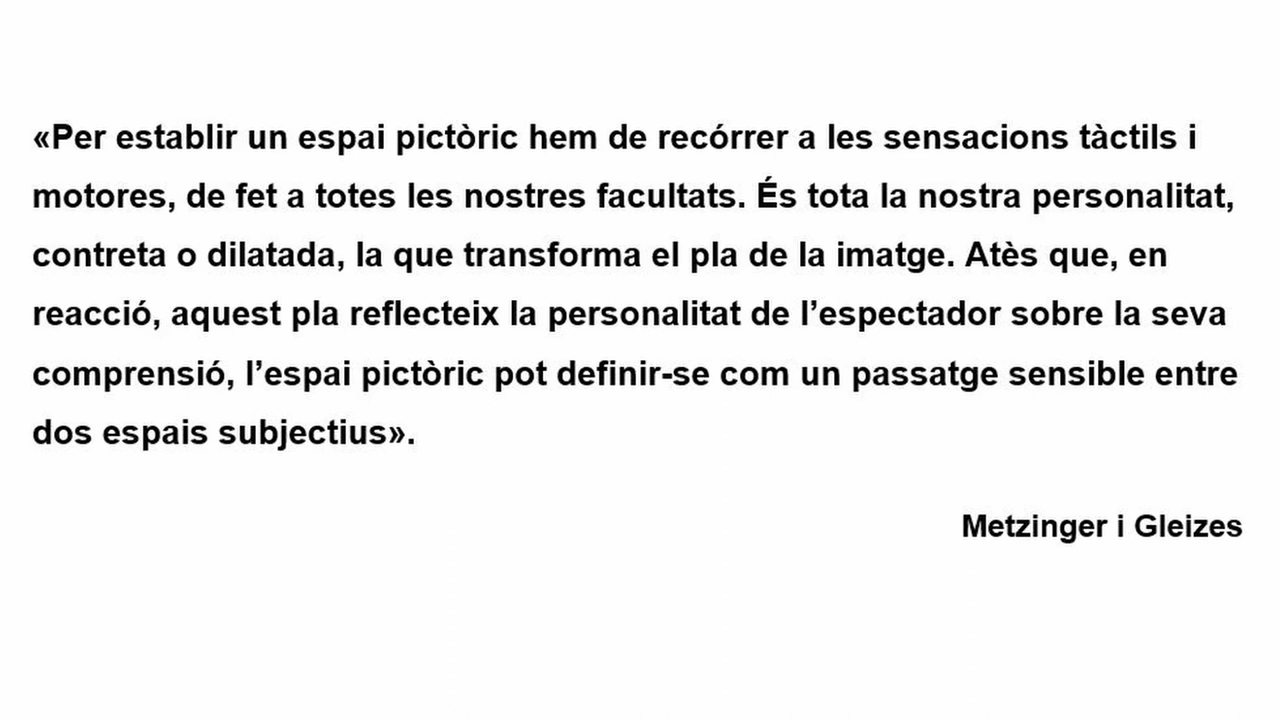 «Per establir un espai pictòric hem de recórrer a les sensacions tàctils i
motores, de fet a totes les nostres facultats. És tota la nostra personalitat,
contreta o dilatada, la que transforma el pla de la imatge. Atès que, en
reacció, aquest pla reflecteix la personalitat de l’espectador sobre la seva
comprensió, l’espai pictòric pot definir-se com un passatge sensible entre
dos espais subjectius».
Metzinger i Gleizes